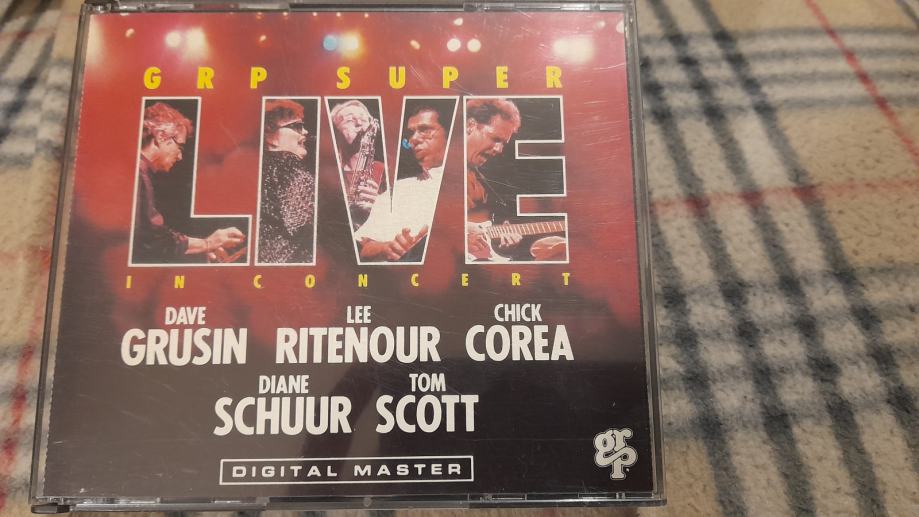 GRP SUPER
LIVE
IN CONCERT
DAVE GRUSIN
LEE RITENOUR
CHICK COREA
DIANE SCHUUR
TOM SCOTT
DIGITAL MASTER
grp